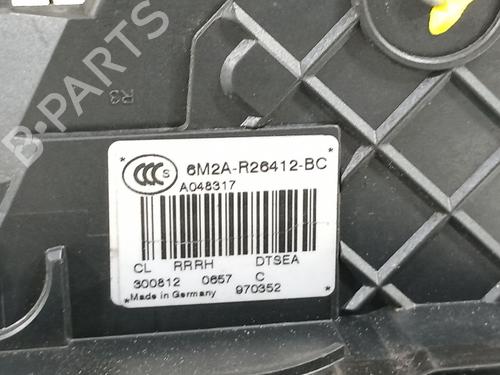 B-PARTS
R3
CCC S
6M2A-R26412-BC
A048317
CL RRRH DTSEA
300812 0657 C
Made in Germany 970352